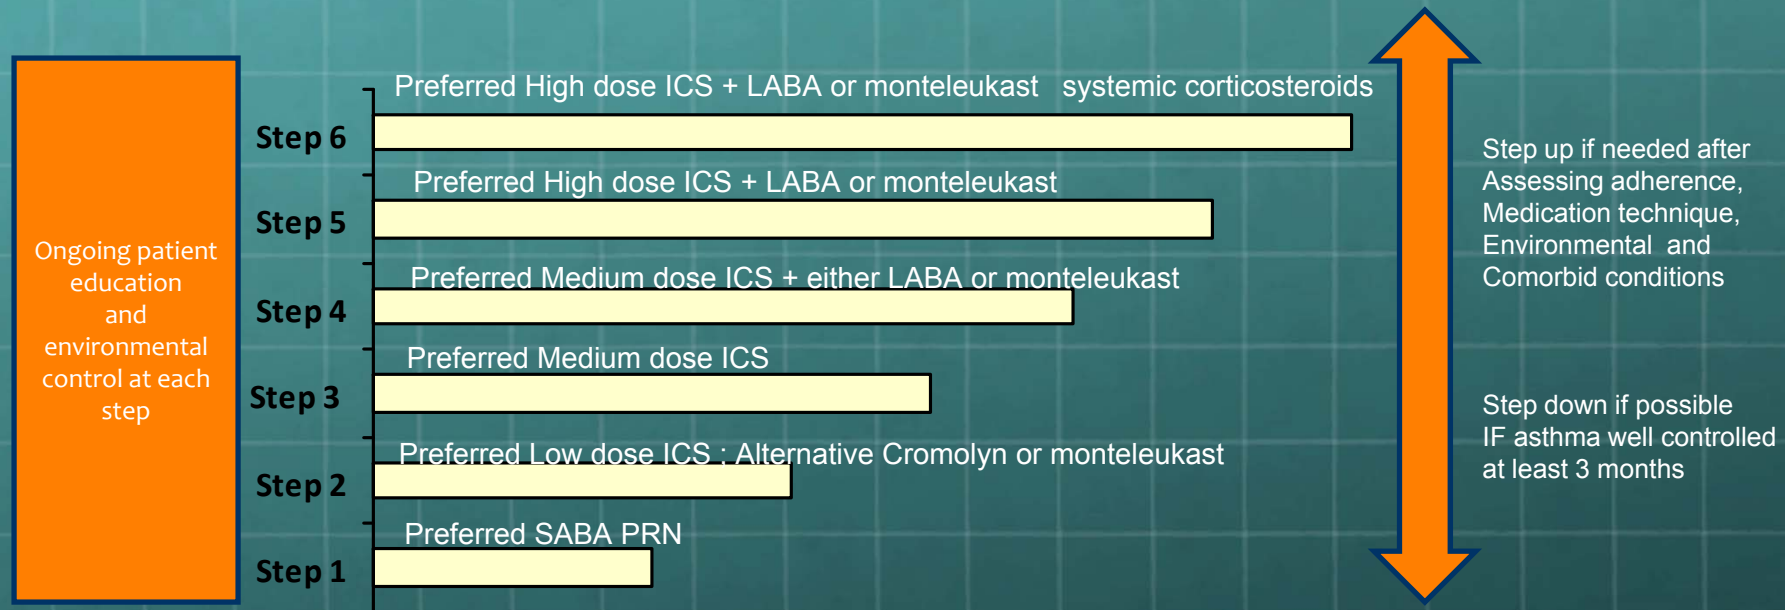 Ongoing patient
education
and
environmental
control at each
step
Preferred High dose ICS + LABA or monteleukast   systemic corticosteroids
Step 6
Preferred High dose ICS + LABA or monteleukast
Step 5
Preferred Medium dose ICS + either LABA or monteleukast
Step 4
Preferred Medium dose ICS
Step 3
Preferred Low dose ICS ; Alternative Cromolyn or monteleukast
Step 2
Preferred SABA PRN
Step 1
Step up if needed after
Assessing adherence,
Medication technique,
Environmental and
Comorbid conditions
Step down if possible
IF asthma well controlled
at least 3 months